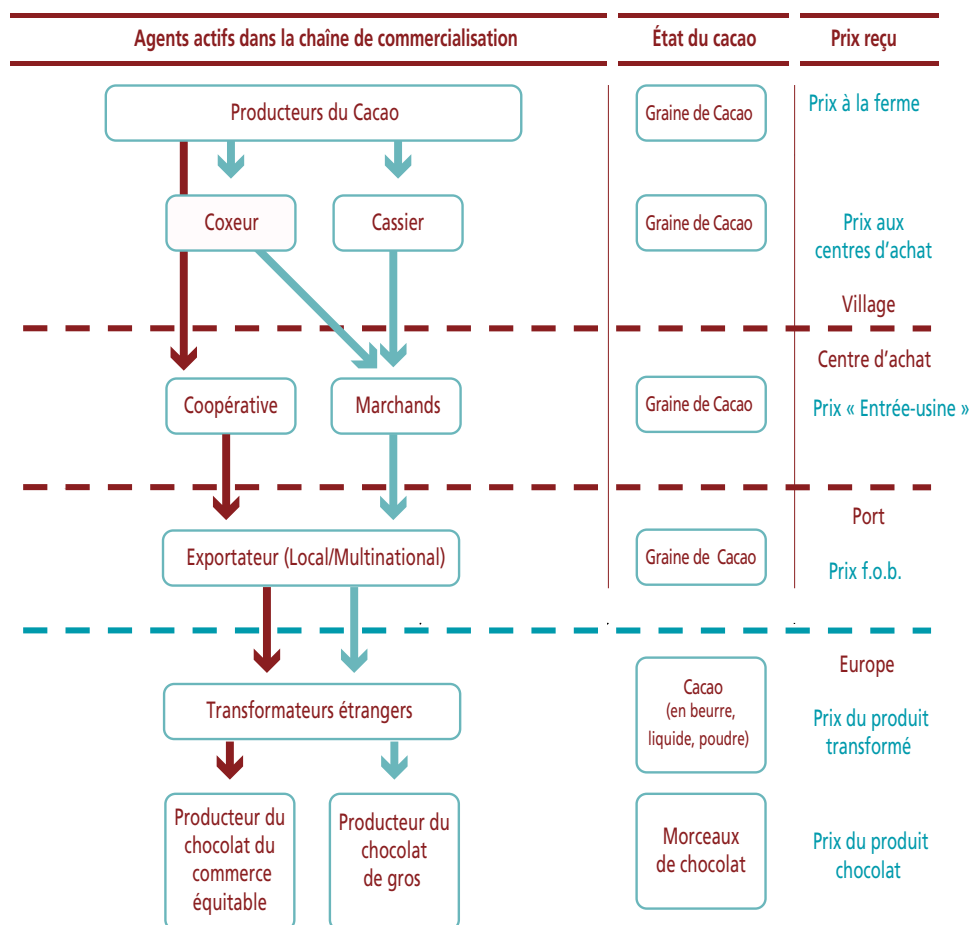 Agents actifs dans la chaîne de commercialisation
État du cacao
Prix reçu
Producteurs du Cacao
Graine de Cacao
Prix à la ferme
Coxeur
Cassier
Graine de Cacao
Prix aux
centres d’achat
Village
Centre d’achat
Coopérative
Marchands
Graine de Cacao
Prix « Entrée-usine »
Port
Exportateur (Local/Multinational)
Graine de Cacao
Prix f.o.b.
Europe
Transformateurs étrangers
Cacao
(en beurre,
liquide, poudre)
Prix du produit
transformé
Producteur du
chocolat du
commerce
équitable
Producteur du
chocolat
de gros
Morceaux
de chocolat
Prix du produit
chocolat